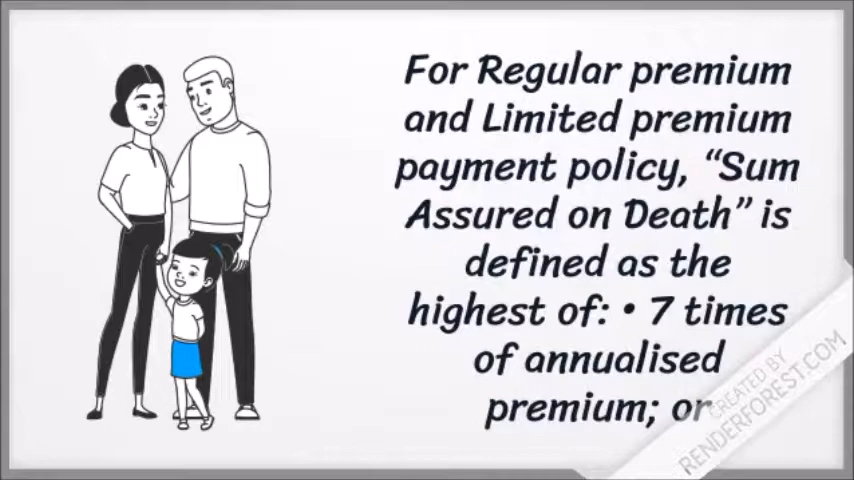 For Regular premium
and Limited premium
payment policy, “Sum
Assured on Death” is
defined as the
highest of: • 7 times
of annualised
premium; or
CREATED BY
RENDERFOREST.COM